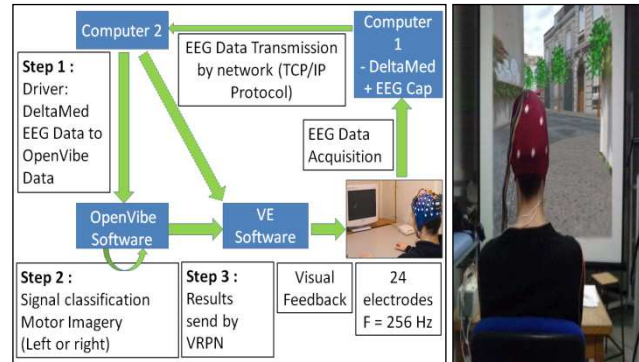 Computer 2
EEG Data Transmission
by network (TCP/IP
Protocol)
Computer
1
- DeltaMed
+ EEG Cap
Step 1 :
Driver:
DeltaMed
EEG Data to
OpenVibe
Data
EEG Data
Acquisition
OpenVibe
Software
VE
Software
Step 2 :
Signal classification
Motor Imagery
(Left or right)
Step 3 :
Results
send by
VRPN
Visual
Feedback
24
electrodes
F = 256 Hz